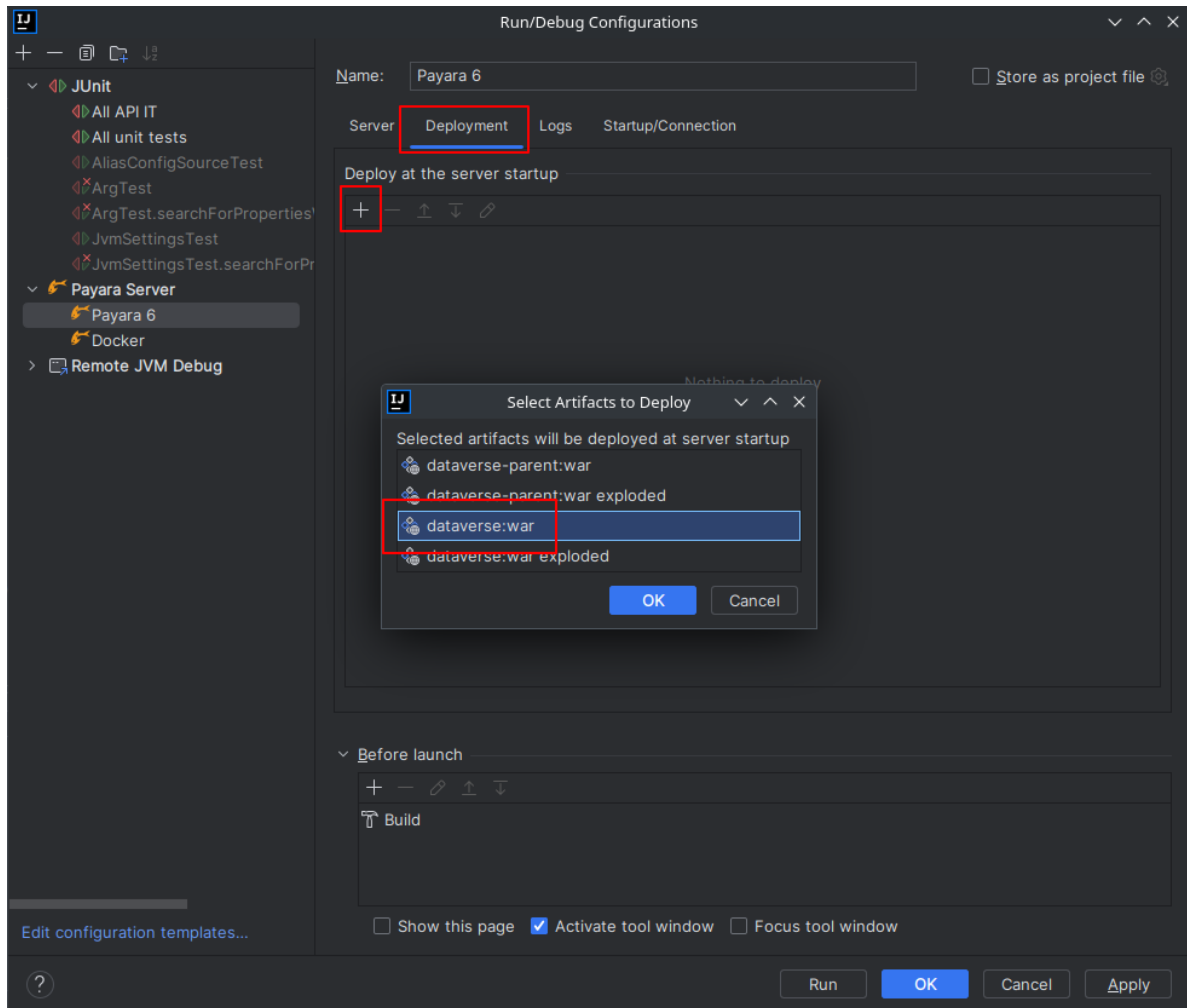 Run/Debug Configurations
JUnit
All API IT
All unit tests
AliasConfigSourceTest
ArgTest
ArgTest.searchForProperties
JvmSettingsTest
JvmSettingsTest.searchForPr
Payara Server
Payara 6
Docker
Remote JVM Debug
Edit configuration templates...
Name: Payara 6
Store as project file
Server Deployment Logs Startup/Connection
Deploy at the server startup
Nothing to deploy
Select Artifacts to Deploy
Selected artifacts will be deployed at server startup
dataverse-parent:war
dataverse-parent:war exploded
dataverse:war
dataverse:war exploded
OK Cancel
Before launch
Build
Show this page Activate tool window Focus tool window
? Run OK Cancel Apply